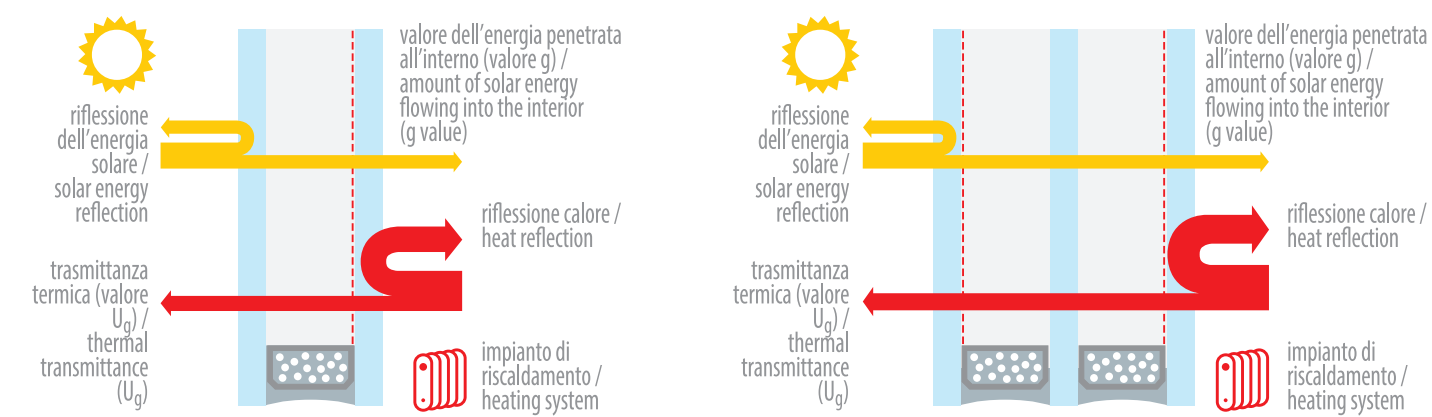 valore dell'energia penetrata
all'interno (valore g) /
amount of solar energy
flowing into the interior
(g value)
riflessione
dell'energia
solare /
solar energy
reflection
riflessione calore /
heat reflection
trasmittanza
termica (valore
Ug) /
thermal
transmittance
(Ug)
impianto di
riscaldamento /
heating system
valore dell'energia penetrata
all'interno (valore g) /
amount of solar energy
flowing into the interior
(g value)
riflessione
dell'energia
solare /
solar energy
reflection
riflessione calore /
heat reflection
trasmittanza
termica (valore
Ug) /
thermal
transmittance
(Ug)
impianto di
riscaldamento /
heating system